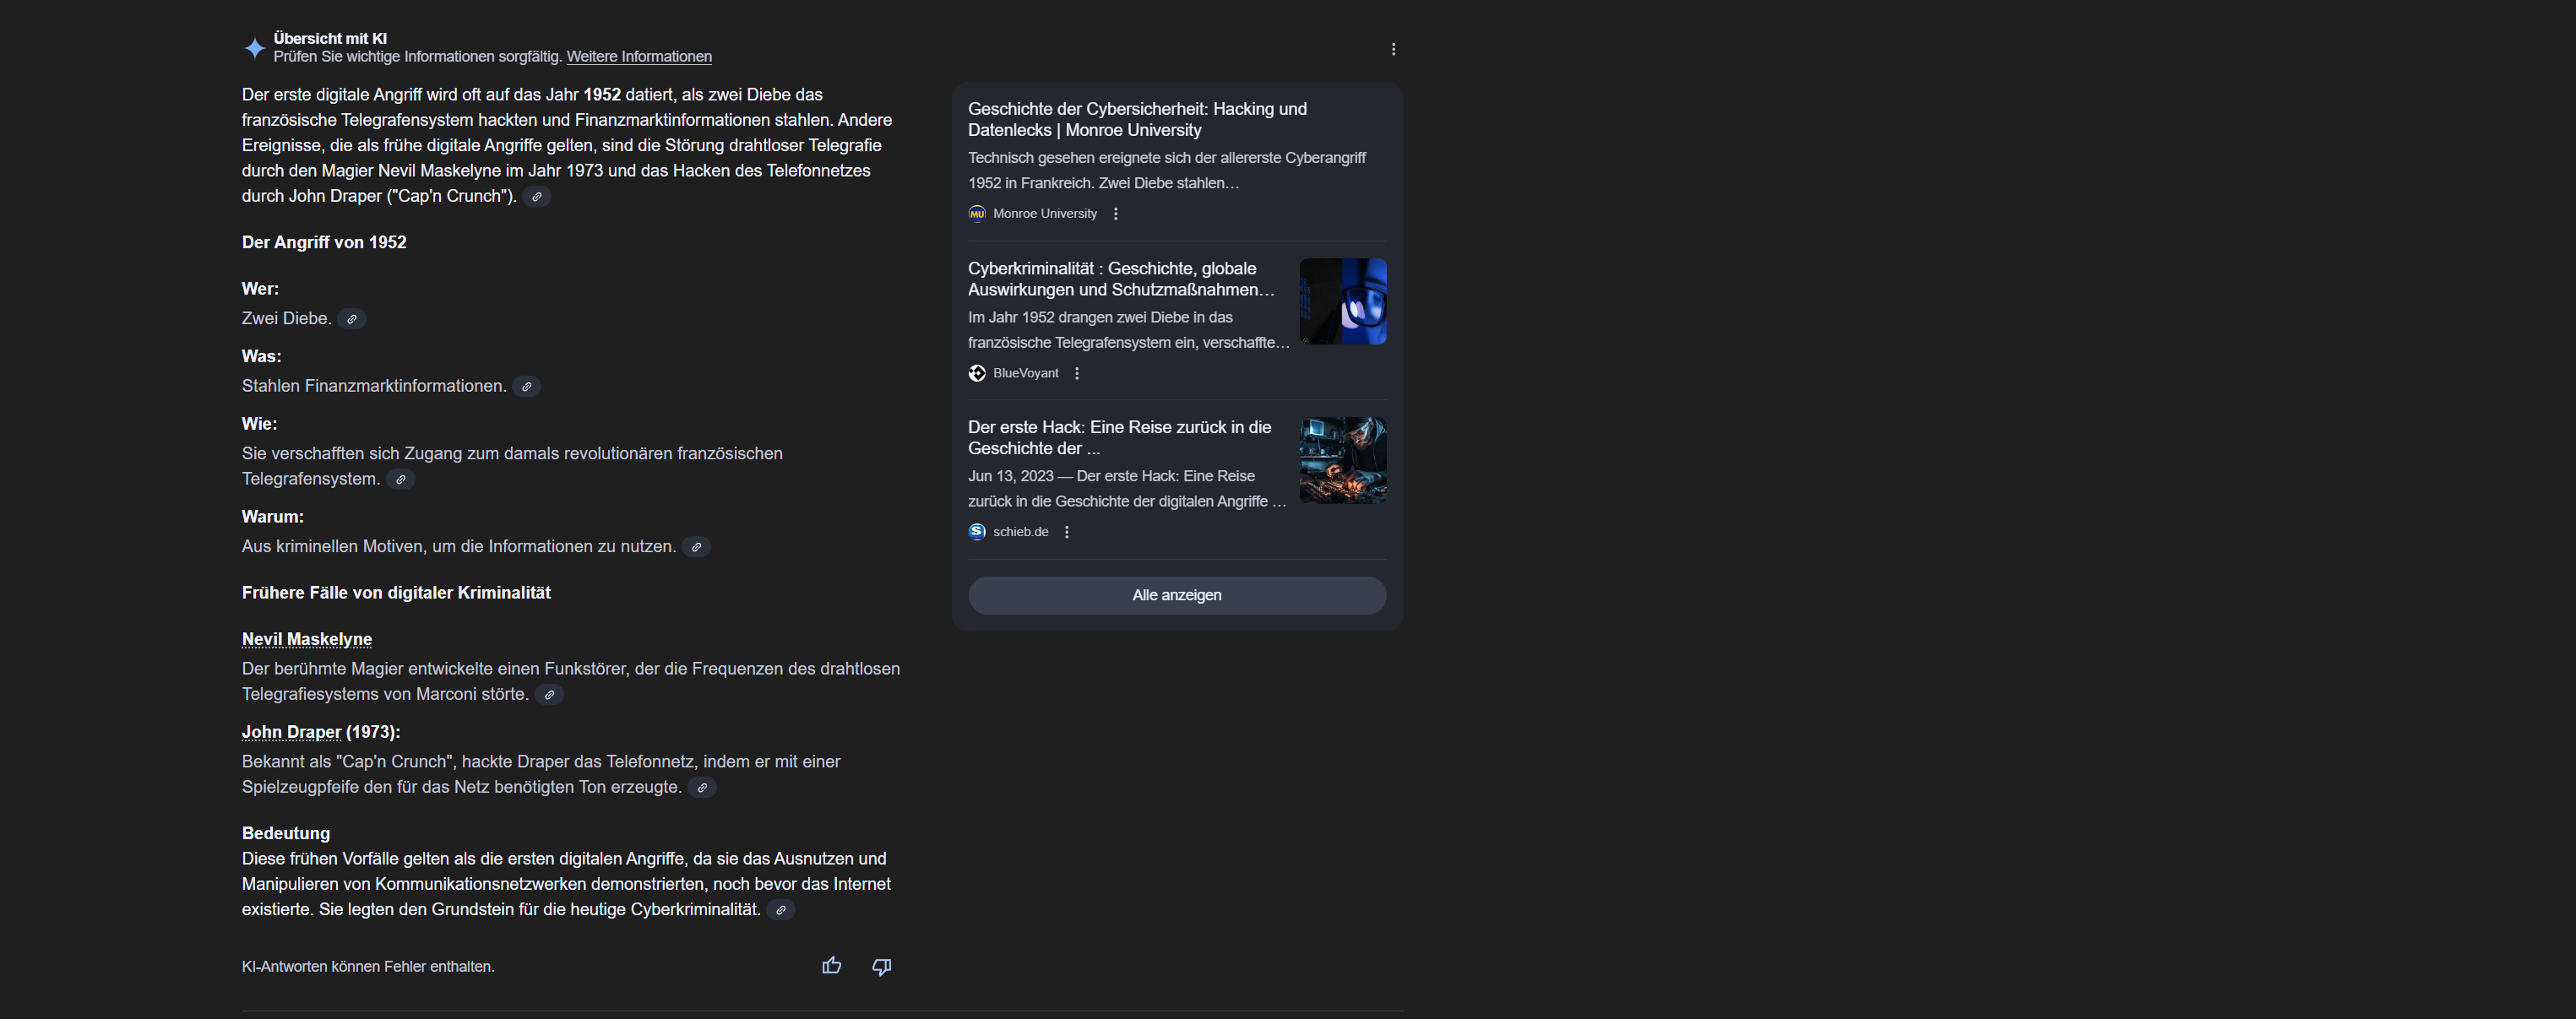 Übersicht mit KI
Prüfen Sie wichtige Informationen sorgfältig. Weitere Informationen
Der erste digitale Angriff wird oft auf das Jahr 1952 datiert, als zwei Diebe das
französische Telegrafensystem hackten und Finanzmarktinformationen stahlen. Andere
Ereignisse, die als frühe digitale Angriffe gelten, sind die Störung drahtloser Telegrafie
durch den Magier Nevil Maskelyne im Jahr 1973 und das Hacken des Telefonnetzes
durch John Draper ("Cap'n Crunch").
Der Angriff von 1952
Wer:
Zwei Diebe.
Was:
Stahlen Finanzmarktinformationen.
Wie:
Sie verschafften sich Zugang zum damals revolutionären französischen
Telegrafensystem.
Warum:
Aus kriminellen Motiven, um die Informationen zu nutzen.
Frühere Fälle von digitaler Kriminalität
Nevil Maskelyne
Der berühmte Magier entwickelte einen Funkstörer, der die Frequenzen des drahtlosen
Telegrafiesystems von Marconi störte.
John Draper (1973):
Bekannt als "Cap'n Crunch", hackte Draper das Telefonnetz, indem er mit einer
Spielzeugpfeife den für das Netz benötigten Ton erzeugte.
Bedeutung
Diese frühen Vorfälle gelten als die ersten digitalen Angriffe, da sie das Ausnutzen und
Manipulieren von Kommunikationsnetzwerken demonstrierten, noch bevor das Internet
existierte. Sie legten den Grundstein für die heutige Cyberkriminalität.
KI-Antworten können Fehler enthalten.
Geschichte der Cybersicherheit: Hacking und
Datenlecks | Monroe University
Technisch gesehen ereignete sich der allererste Cyberangriff
1952 in Frankreich. Zwei Diebe stahlen…
MU Monroe University
Cyberkriminalität : Geschichte, globale
Auswirkungen und Schutzmaßnahmen…
Im Jahr 1952 drangen zwei Diebe in das
französische Telegrafensystem ein, verschaffte…
BlueVoyant
Der erste Hack: Eine Reise zurück in die
Geschichte der ...
Jun 13, 2023 — Der erste Hack: Eine Reise
zurück in die Geschichte der digitalen Angriffe …
S schieb.de
Alle anzeigen